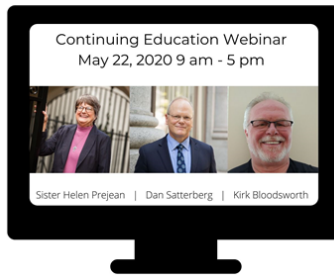 Continuing Education Webinar
May 22, 2020 9 am - 5 pm
Sister Helen Prejean | Dan Satterberg | Kirk Bloodsworth